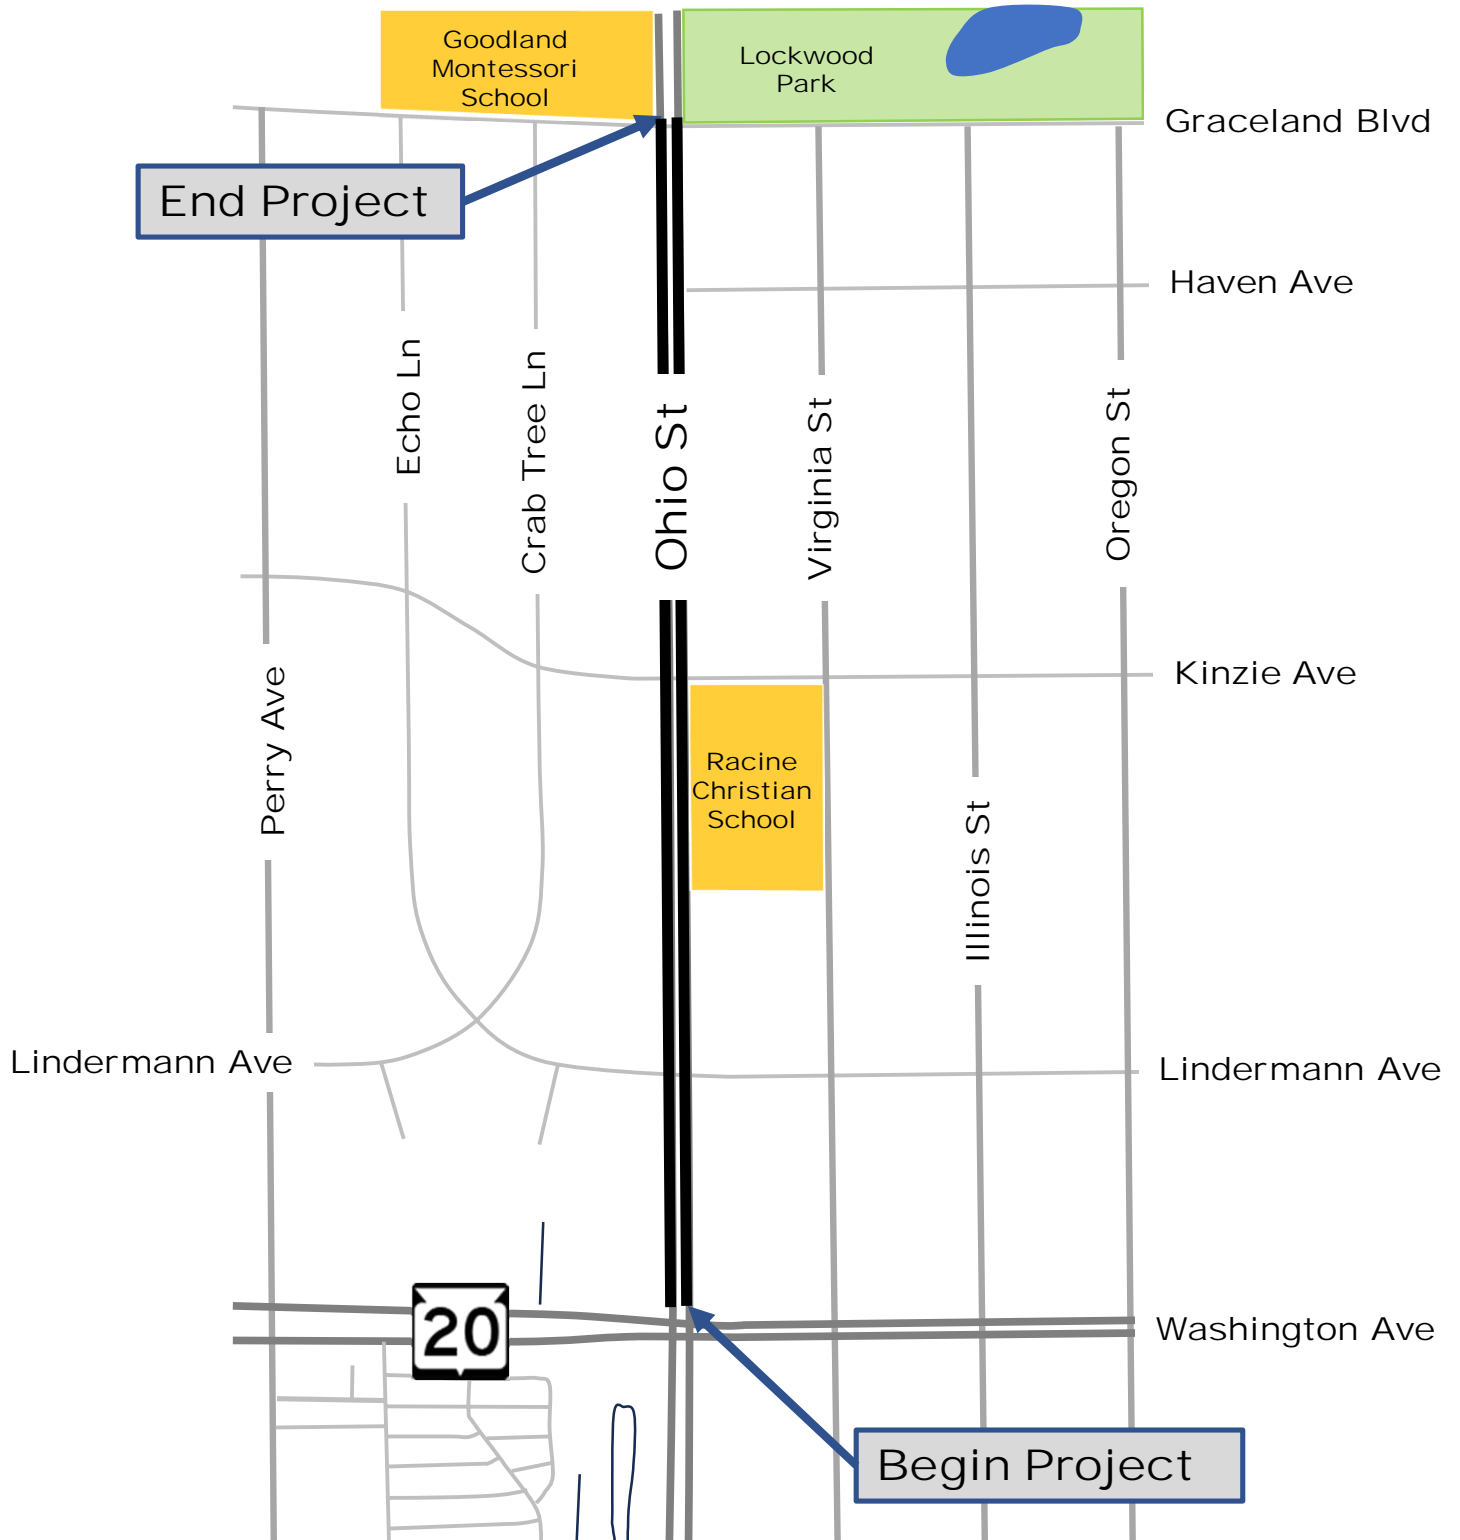 Goodland
Montessori
School
Lockwood
Park
Graceland Blvd
End Project
Haven Ave
Echo Ln
Crab Tree Ln
Ohio St
Virginia St
Oregon St
Perry Ave
Kinzie Ave
Racine
Christian
School
Illinois St
Lindermann Ave
Lindermann Ave
20
Washington Ave
Begin Project